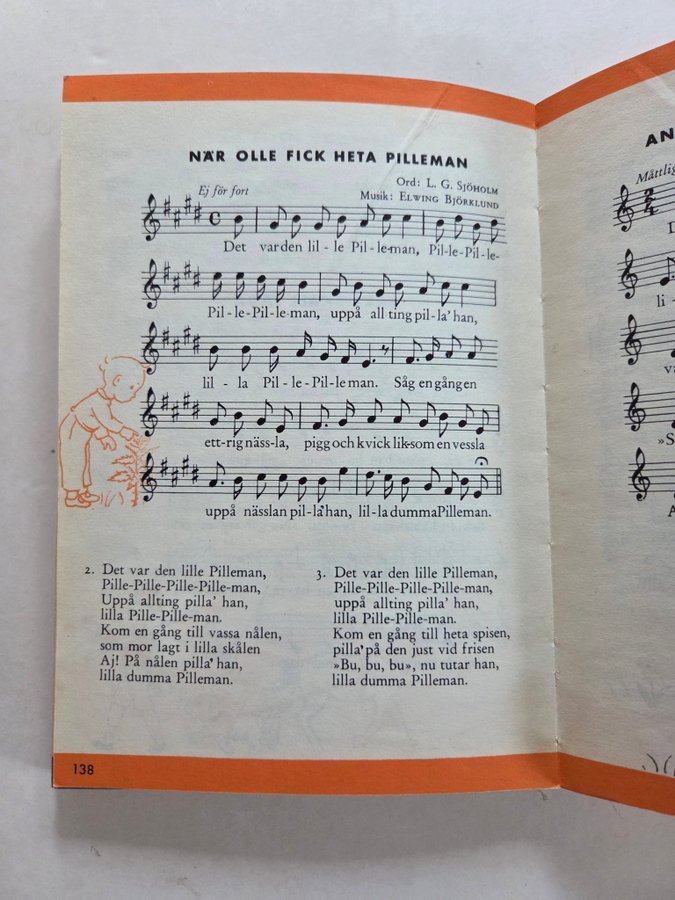 NÄR OLLE FICK HETA PILLEMAN
Ej för fort
Ord: L. G. SJÖHOLM
Musik: ELWING BJÖRKLUND
Det var den lil - le Pil - le-man, Pil-le-Pil-le-
Pil-le-Pil-le-man, uppå all ting pil-la' han,
lil - la Pil-le-Pil-le man. Såg en gång en
ett-rig näss-la, pigg och kvick lik-som en vessla
uppå nässlan pil-la' han, lil-la dumma Pilleman.
2. Det var den lille Pilleman,
Pille-Pille-Pille-Pille-man,
Uppå allting pilla' han,
lilla Pille-Pille-man.
Kom en gång till vassa nålen,
som mor lagt i lilla skålen
Aj! På nålen pilla' han,
lilla dumma Pilleman.
3. Det var den lille Pilleman,
Pille-Pille-Pille-Pille-man,
uppå allting pilla' han,
lilla Pille-Pille-man.
Kom en gång till heta spisen,
pilla' på den just vid frisen
»Bu, bu, bu», nu tutar han,
lilla dumma Pilleman.
138
AN
Måttlig
li -
»S